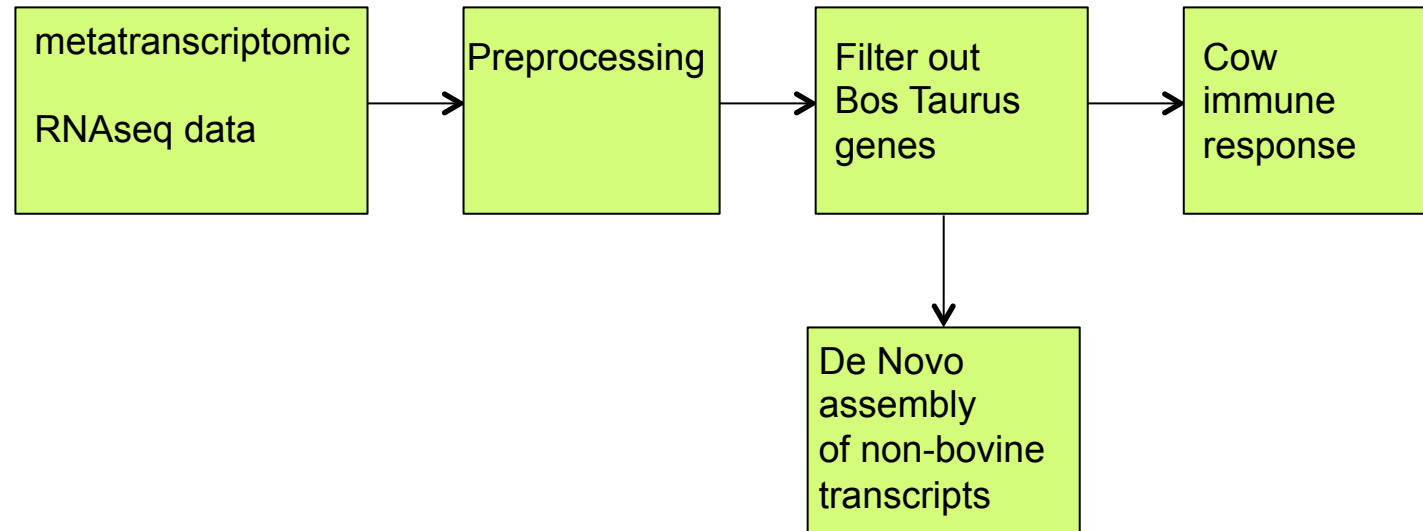 metatranscriptomic
RNAseq data
Preprocessing
Filter out
Bos Taurus
genes
Cow
immune
response
De Novo
assembly
of non-bovine
transcripts